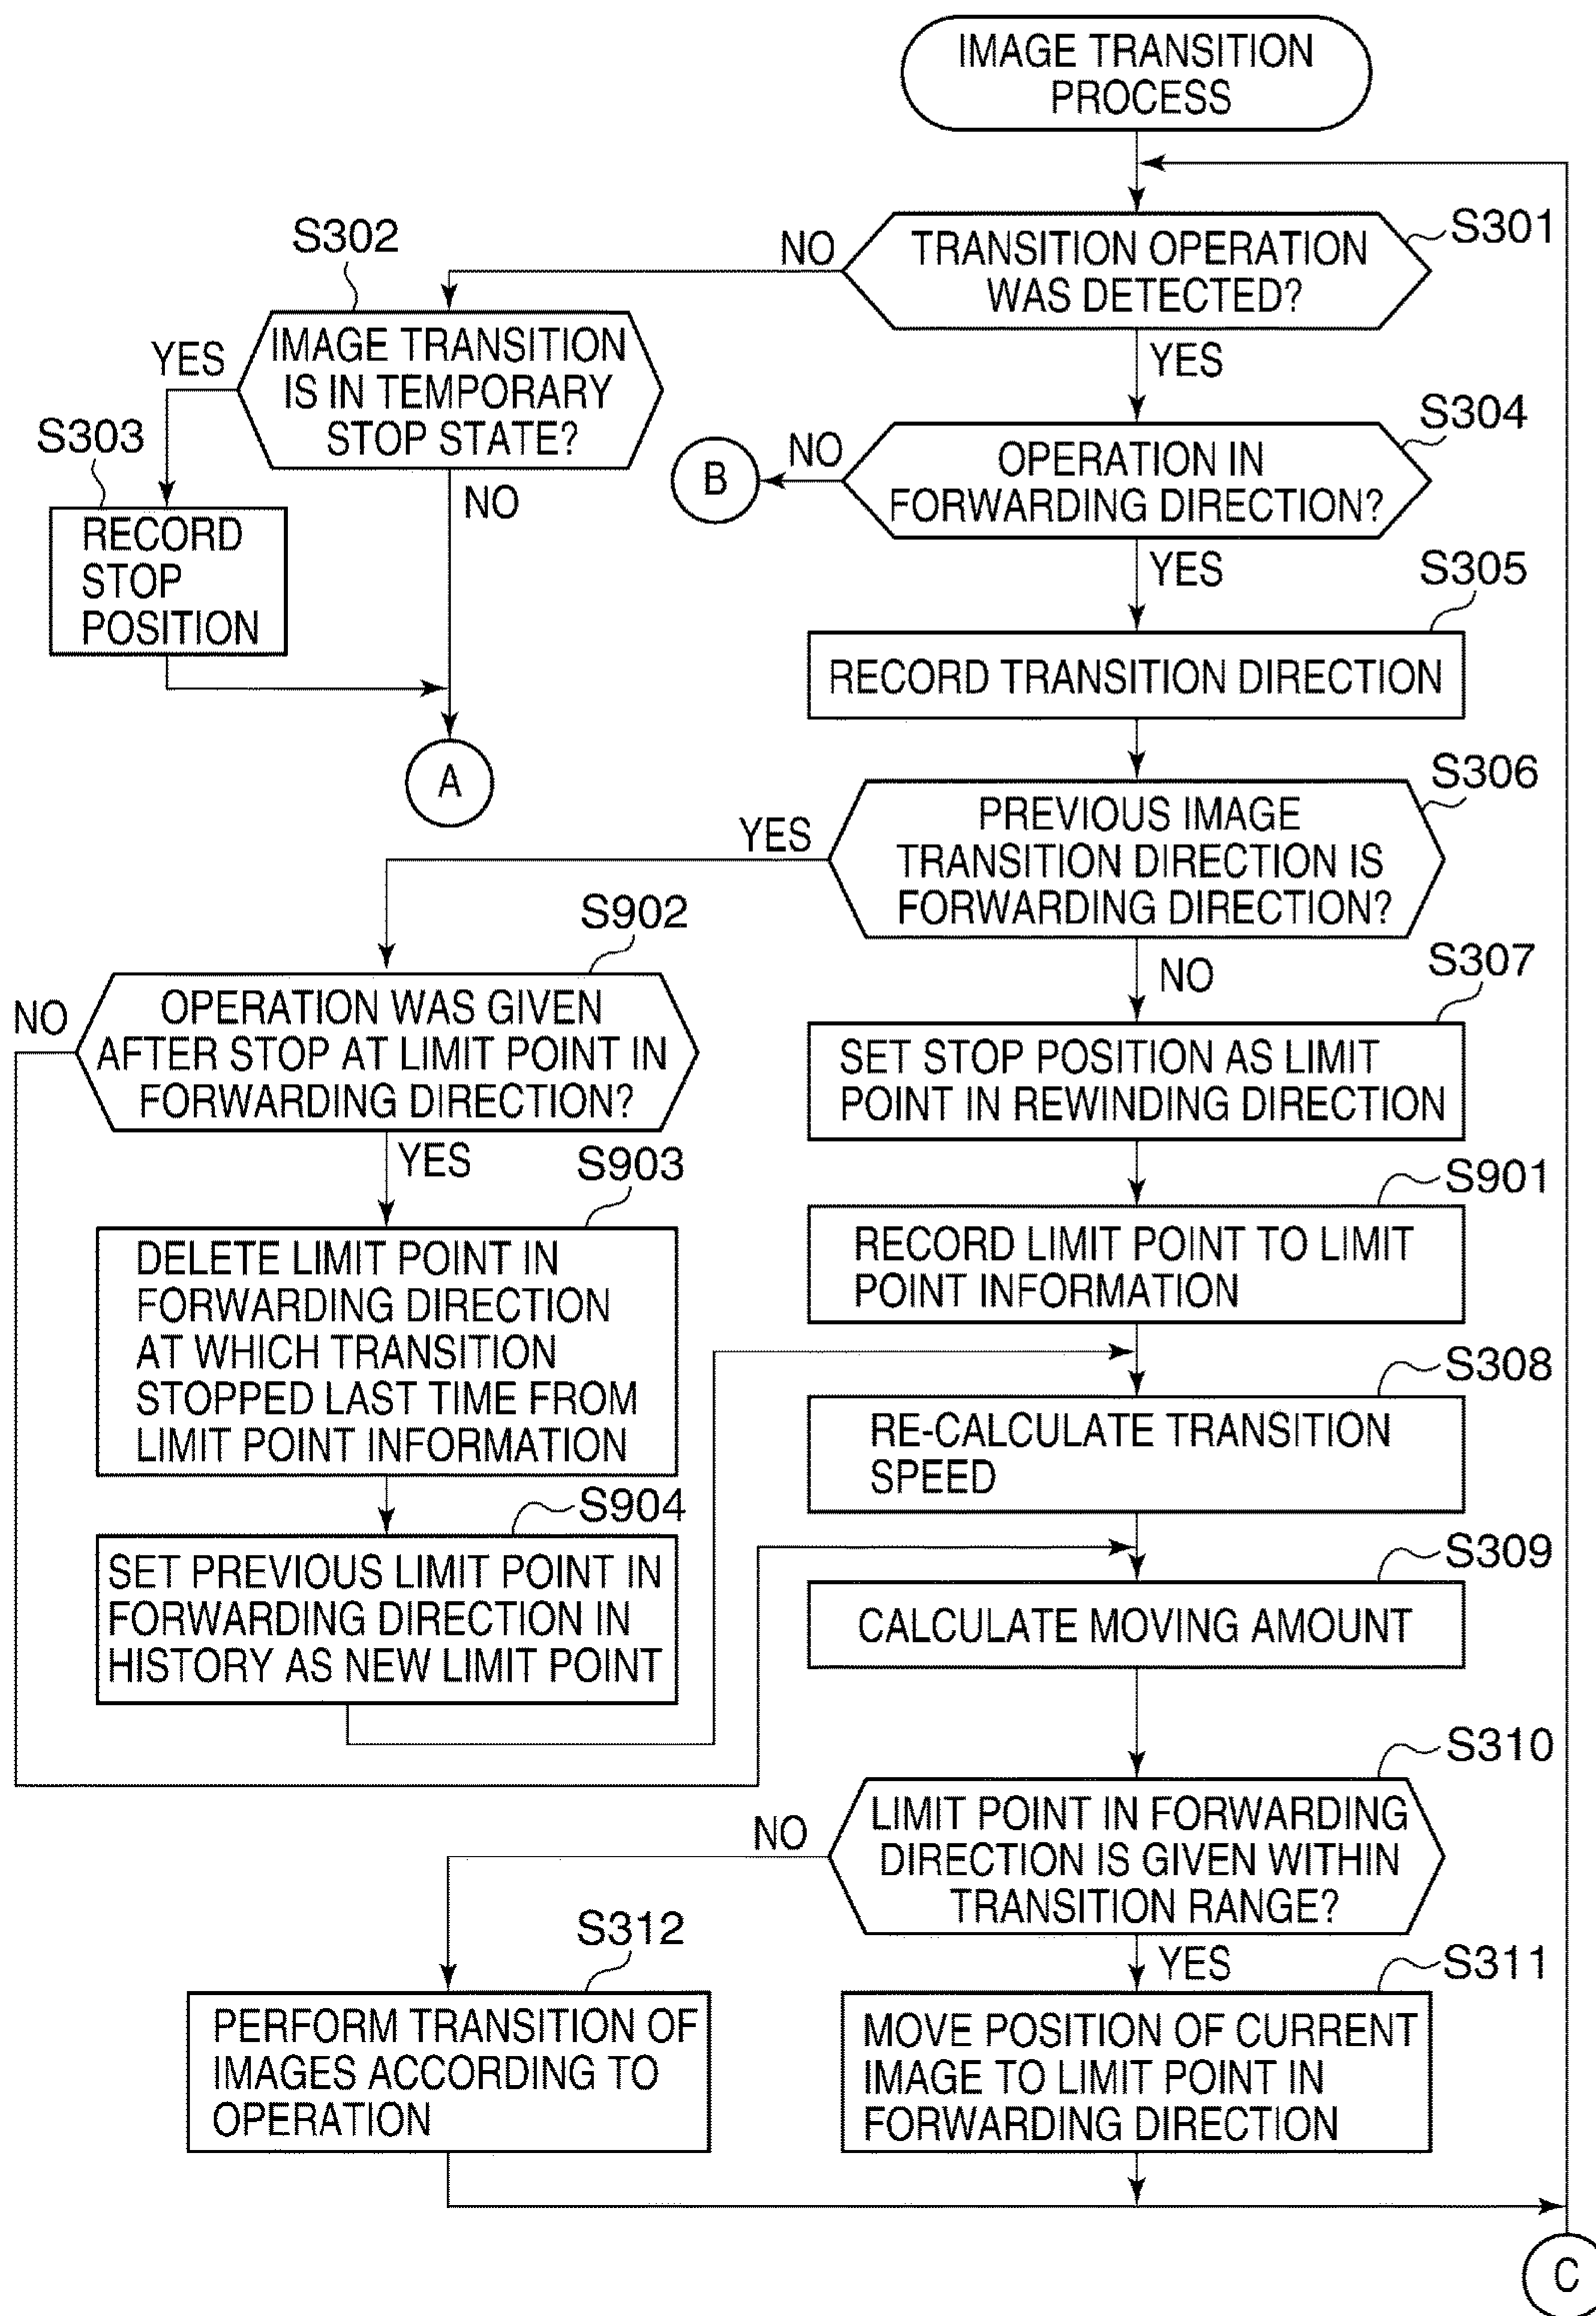 IMAGE TRANSITION
PROCESS
S301
TRANSITION OPERATION
WAS DETECTED?
NO
YES
S302
IMAGE TRANSITION
IS IN TEMPORARY
STOP STATE?
YES
NO
S303
RECORD
STOP
POSITION
A
S304
OPERATION IN
FORWARDING DIRECTION?
NO
B
YES
S305
RECORD TRANSITION DIRECTION
S306
PREVIOUS IMAGE
TRANSITION DIRECTION IS
FORWARDING DIRECTION?
YES
NO
S902
OPERATION WAS GIVEN
AFTER STOP AT LIMIT POINT IN
FORWARDING DIRECTION?
NO
YES
S307
SET STOP POSITION AS LIMIT
POINT IN REWINDING DIRECTION
S903
DELETE LIMIT POINT IN
FORWARDING DIRECTION
AT WHICH TRANSITION
STOPPED LAST TIME FROM
LIMIT POINT INFORMATION
S901
RECORD LIMIT POINT TO LIMIT
POINT INFORMATION
S308
RE-CALCULATE TRANSITION
SPEED
S904
SET PREVIOUS LIMIT POINT IN
FORWARDING DIRECTION IN
HISTORY AS NEW LIMIT POINT
S309
CALCULATE MOVING AMOUNT
S310
LIMIT POINT IN FORWARDING
DIRECTION IS GIVEN WITHIN
TRANSITION RANGE?
NO
YES
S312
PERFORM TRANSITION OF
IMAGES ACCORDING TO
OPERATION
S311
MOVE POSITION OF CURRENT
IMAGE TO LIMIT POINT IN
FORWARDING DIRECTION
C